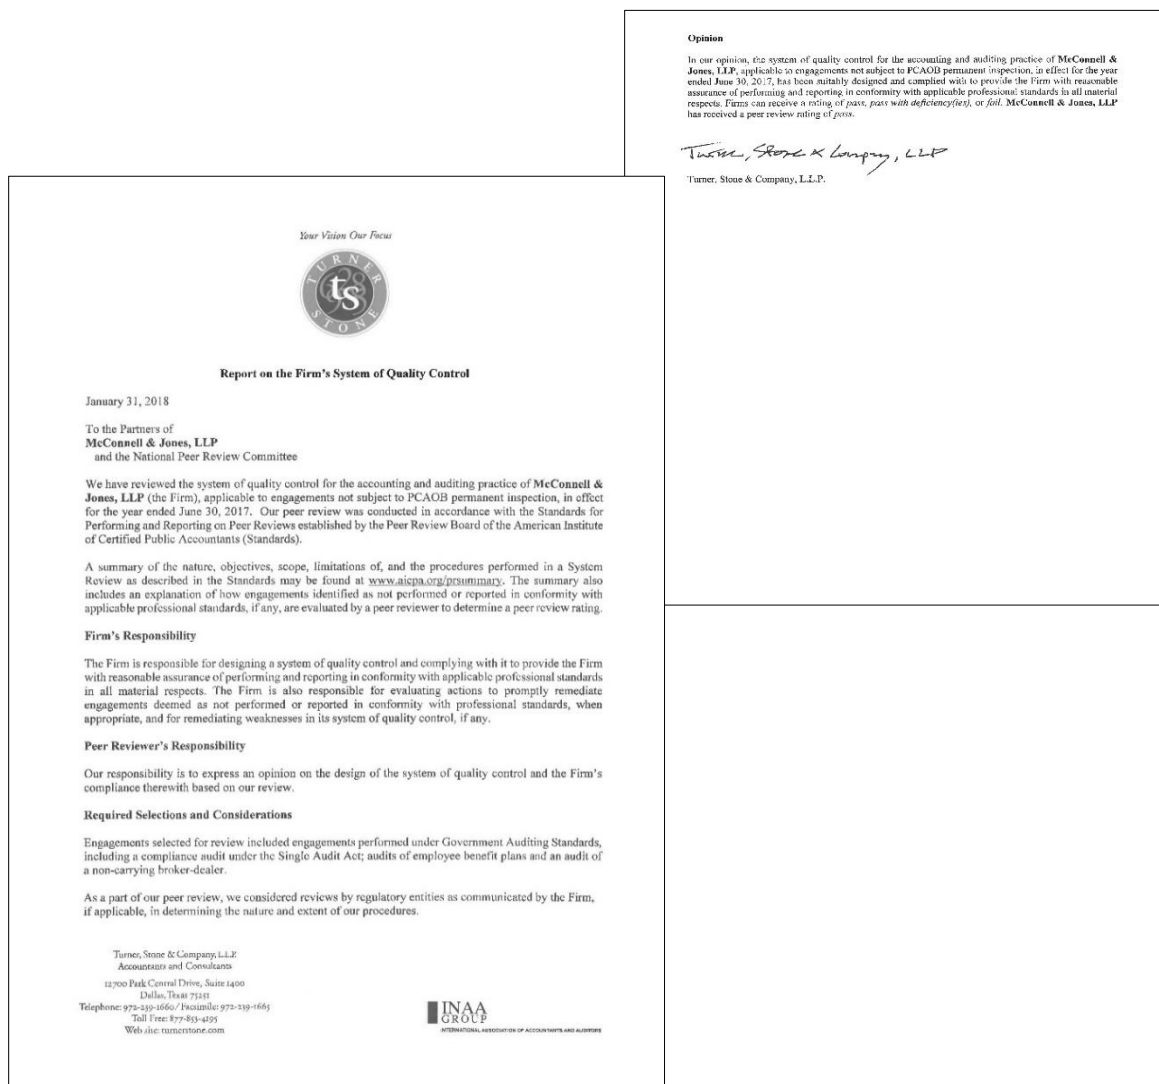 Your Vision Our Focus
TURNER
ts
STONE
Report on the Firm's System of Quality Control
January 31, 2018
To the Partners of
McConnell & Jones, LLP
and the National Peer Review Committee
We have reviewed the system of quality control for the accounting and auditing practice of McConnell &
Jones, LLP (the Firm), applicable to engagements not subject to PCAOB permanent inspection, in effect
for the year ended June 30, 2017. Our peer review was conducted in accordance with the Standards for
Performing and Reporting on Peer Reviews established by the Peer Review Board of the American Institute
of Certified Public Accountants (Standards).
A summary of the nature, objectives, scope, limitations of, and the procedures performed in a System
Review as described in the Standards may be found at www.aicpa.org/prsummary. The summary also
includes an explanation of how engagements identified as not performed or reported in conformity with
applicable professional standards, if any, are evaluated by a peer reviewer to determine a peer review rating.
Firm's Responsibility
The Firm is responsible for designing a system of quality control and complying with it to provide the Firm
with reasonable assurance of performing and reporting in conformity with applicable professional standards
in all material respects. The Firm is also responsible for evaluating actions to promptly remediate
engagements deemed as not performed or reported in conformity with professional standards, when
appropriate, and for remediating weaknesses in its system of quality control, if any.
Peer Reviewer's Responsibility
Our responsibility is to express an opinion on the design of the system of quality control and the Firm's
compliance therewith based on our review.
Required Selections and Considerations
Engagements selected for review included engagements performed under Government Auditing Standards,
including a compliance audit under the Single Audit Act; audits of employee benefit plans and an audit of
a non-carrying broker-dealer.
As a part of our peer review, we considered reviews by regulatory entities as communicated by the Firm,
if applicable, in determining the nature and extent of our procedures.
Turner, Stone & Company, L.L.P.
Accountants and Consultants
12700 Park Central Drive, Suite 1400
Dallas, Texas 75251
Telephone: 972-239-1660/ Facsimile: 972-239-1665
Toll Free: 877-853-4195
Web site: turnerstone.com
INAA
GROUP
INTERNATIONAL ASSOCIATION OF ACCOUNTANTS AND AUDITORS
Opinion
In our opinion, the system of quality control for the accounting and auditing practice of McConnell &
Jones, LLP, applicable to engagements not subject to PCAOB permanent inspection, in effect for the year
ended June 30, 2017, has been suitably designed and complied with to provide the Firm with reasonable
assurance of performing and reporting in conformity with applicable professional standards in all material
respects. Firms can receive a rating of pass, pass with deficiency(ies), or fail. McConnell & Jones, LLP
has received a peer review rating of pass.
Turner, Stone & Company, LLP
Turner, Stone & Company, L.L.P.